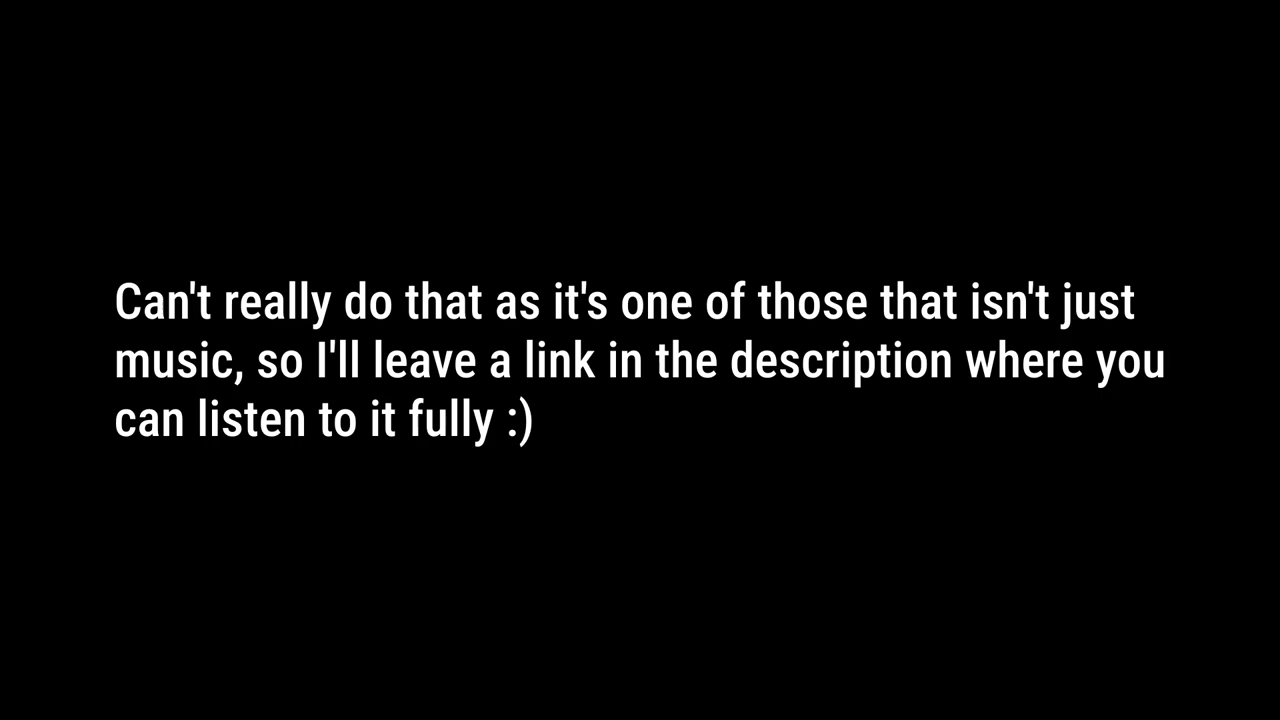 Can't really do that as it's one of those that isn't just
music, so I'll leave a link in the description where you
can listen to it fully :)